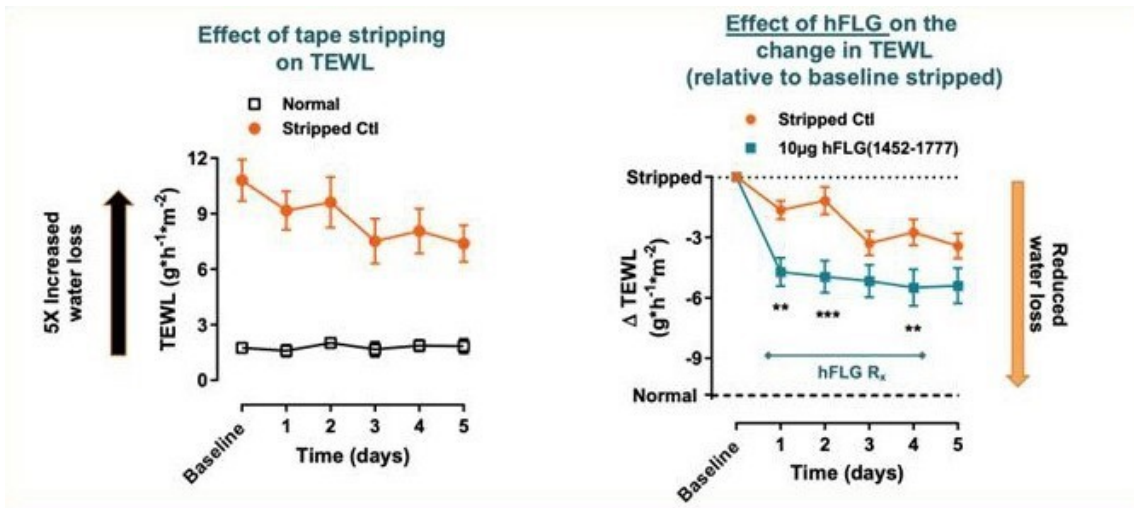 Effect of tape stripping
on TEWL
Normal
Stripped Ctl
5X Increased
water loss
TEWL (g*h⁻¹*m⁻²)
12
9
6
3
0
Baseline
1
2
3
4
5
Time (days)
Effect of hFLG on the
change in TEWL
(relative to baseline stripped)
Stripped Ctl
10µg hFLG(1452-1777)
Δ TEWL
(g*h⁻¹*m⁻²)
Stripped
-3
-6
-9
Normal
**
***
**
hFLG Rₓ
Baseline
1
2
3
4
5
Time (days)
Reduced
water loss